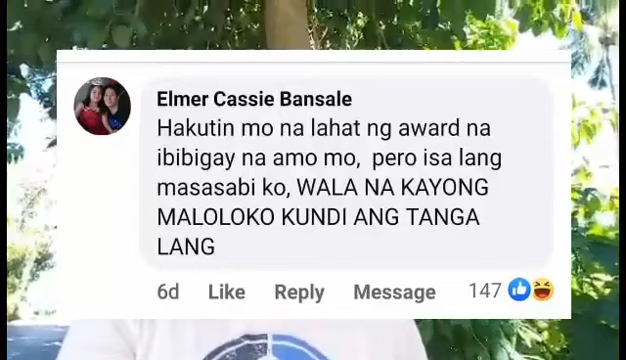 Elmer Cassie Bansale
Hakutin mo na lahat ng award na
ibibigay na amo mo, pero isa lang
masasabi ko, WALA NA KAYONG
MALOLOKO KUNDI ANG TANGA
LANG
6d Like Reply Message 147